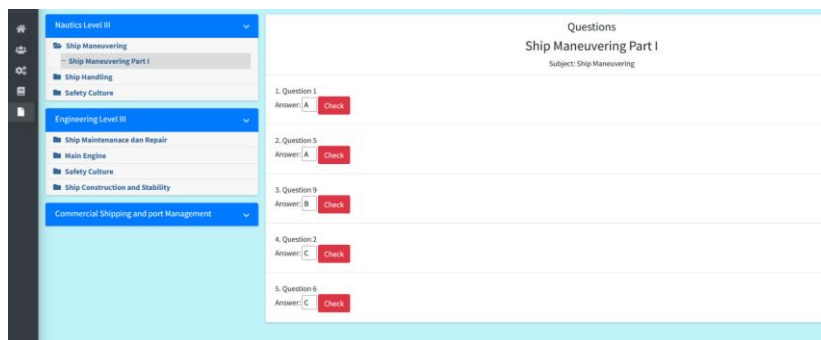 Nautics Level III
Ship Maneuvering
Ship Maneuvering Part I
Ship Handling
Safety Culture
Engineering Level III
Ship Maintenanace dan Repair
Main Engine
Safety Culture
Ship Construction and Stability
Commercial Shipping and port Management
Questions
Ship Maneuvering Part I
Subject: Ship Maneuvering
1. Question 1
Answer: A Check
2. Question 5
Answer: A Check
3. Question 9
Answer: B Check
4. Question 2
Answer: C Check
5. Question 6
Answer: C Check